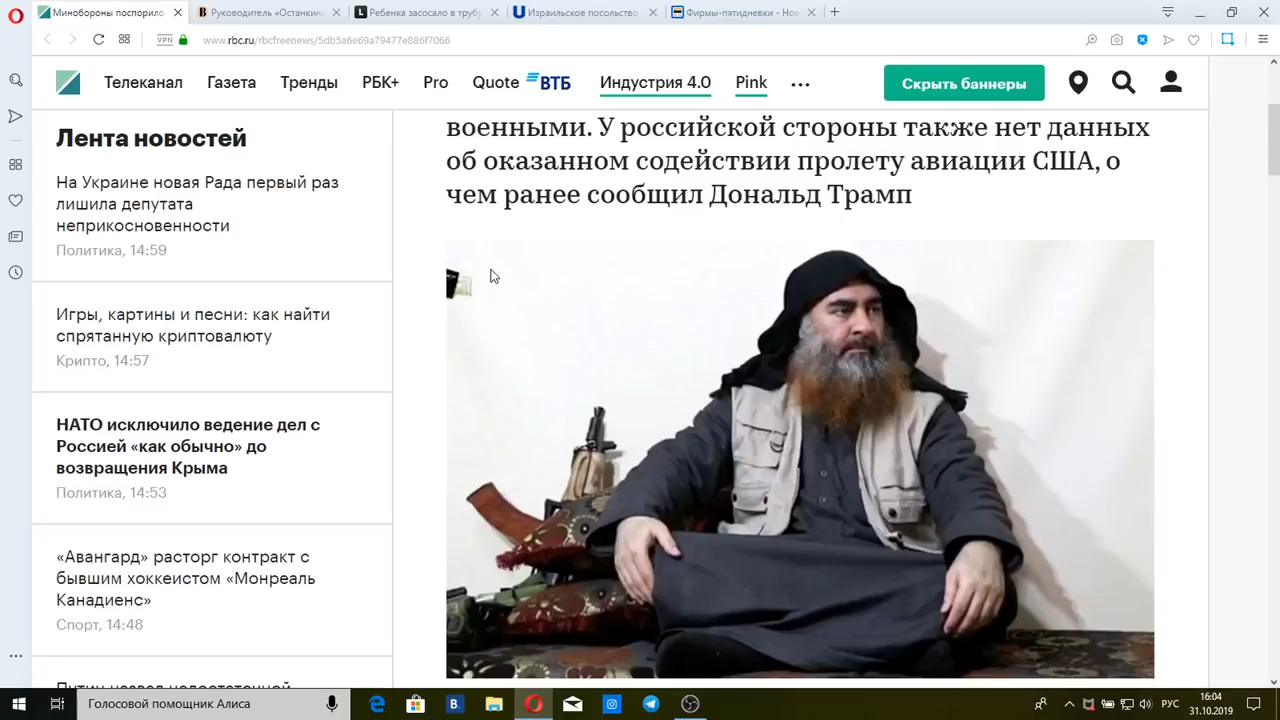 Минобороны поспорило
Руководитель «Останкин
Ребенка засосало в трубу
Израильское посольство
Фирмы-пятидневки - Нов
VPN
www.rbc.ru/rbcfreenews/5db5a6e69a79477e886f7066
Телеканал
Газета
Тренды
РБК+
Pro
Quote
ВТБ
Индустрия 4.0
Pink
Скрыть баннеры
Лента новостей
На Украине новая Рада первый раз
лишила депутата
неприкосновенности
Политика, 14:59
Игры, картины и песни: как найти
спрятанную криптовалюту
Крипто, 14:57
НАТО исключило ведение дел с
Россией «как обычно» до
возвращения Крыма
Политика, 14:53
«Авангард» расторг контракт с
бывшим хоккеистом «Монреаль
Канадиенс»
Спорт, 14:48
Путин назвал недостаточной
военными. У российской стороны также нет данных
об оказанном содействии пролету авиации США, о
чем ранее сообщил Дональд Трамп
Голосовой помощник Алиса
РУС
16:04
31.10.2019